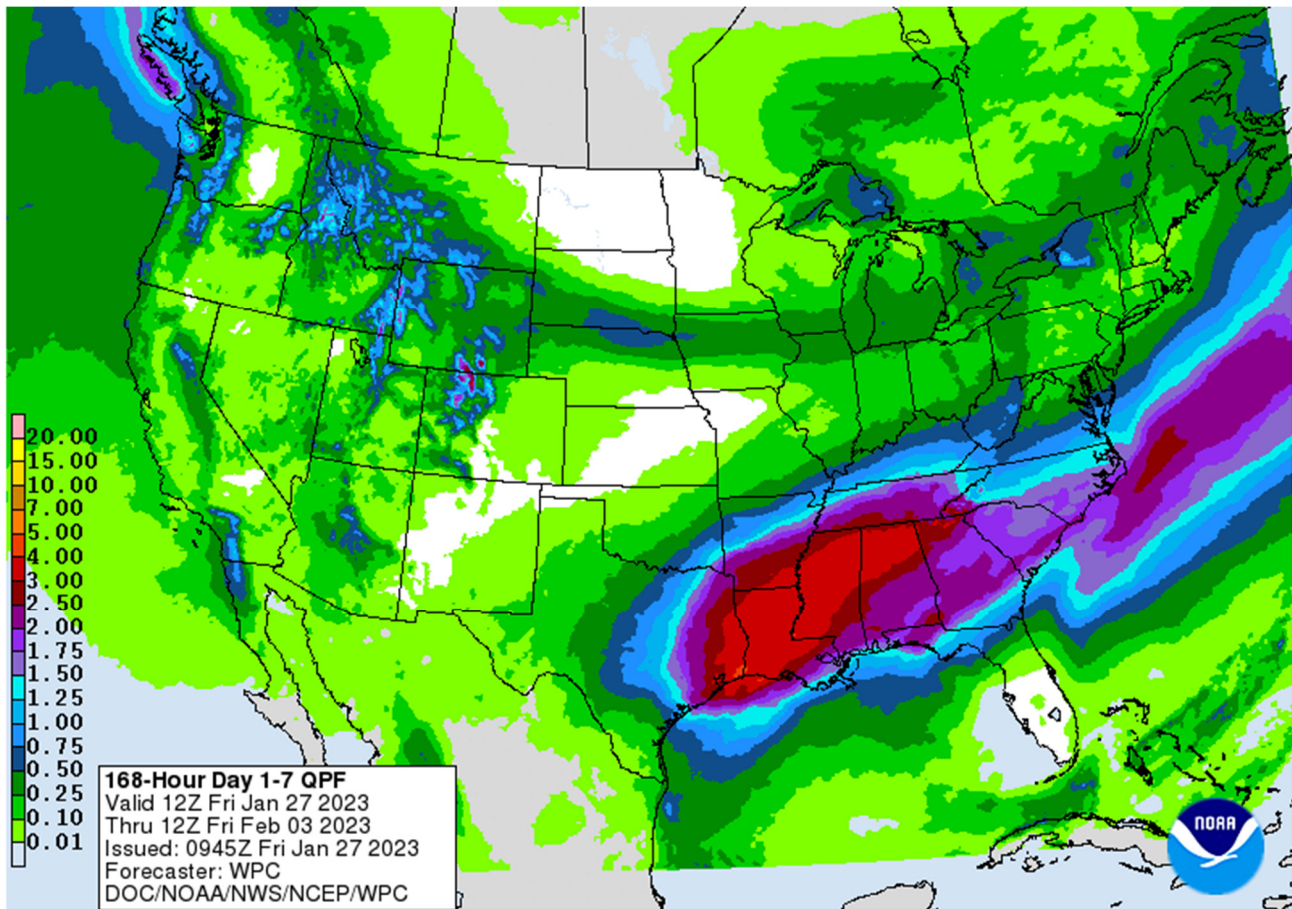 20.00
15.00
10.00
7.00
5.00
4.00
3.00
2.50
2.00
1.75
1.50
1.25
1.00
0.75
0.50
0.25
0.10
0.01
168-Hour Day 1-7 QPF
Valid 12Z Fri Jan 27 2023
Thru 12Z Fri Feb 03 2023
Issued: 0945Z Fri Jan 27 2023
Forecaster: WPC
DOC/NOAA/NWS/NCEP/WPC
NOAA